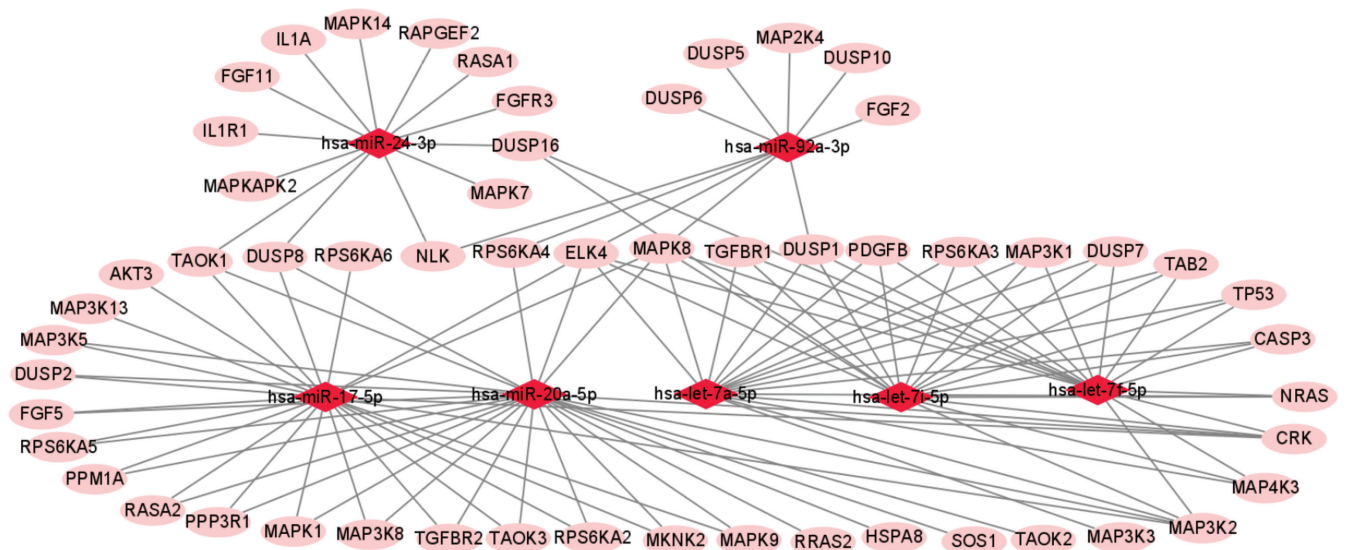 MAPK14
RAPGEF2
IL1A
RASA1
FGF11
FGFR3
IL1R1
hsa-miR-24-3p
DUSP16
MAPKAPK2
MAPK7
MAP2K4
DUSP5
DUSP10
DUSP6
FGF2
hsa-miR-92a-3p
TAOK1
DUSP8
RPS6KA6
NLK
RPS6KA4
ELK4
MAPK8
TGFBR1
DUSP1
PDGFB
RPS6KA3
MAP3K1
DUSP7
TAB2
AKT3
TP53
MAP3K13
MAP3K5
CASP3
DUSP2
hsa-miR-17-5p
hsa-miR-20a-5p
hsa-let-7a-5p
hsa-let-7i-5p
hsa-let-7f-5p
NRAS
FGF5
CRK
RPS6KA5
PPM1A
MAP4K3
RASA2
PPP3R1
MAPK1
MAP3K8
TGFBR2
TAOK3
RPS6KA2
MKNK2
MAPK9
RRAS2
HSPA8
SOS1
TAOK2
MAP3K3
MAP3K2